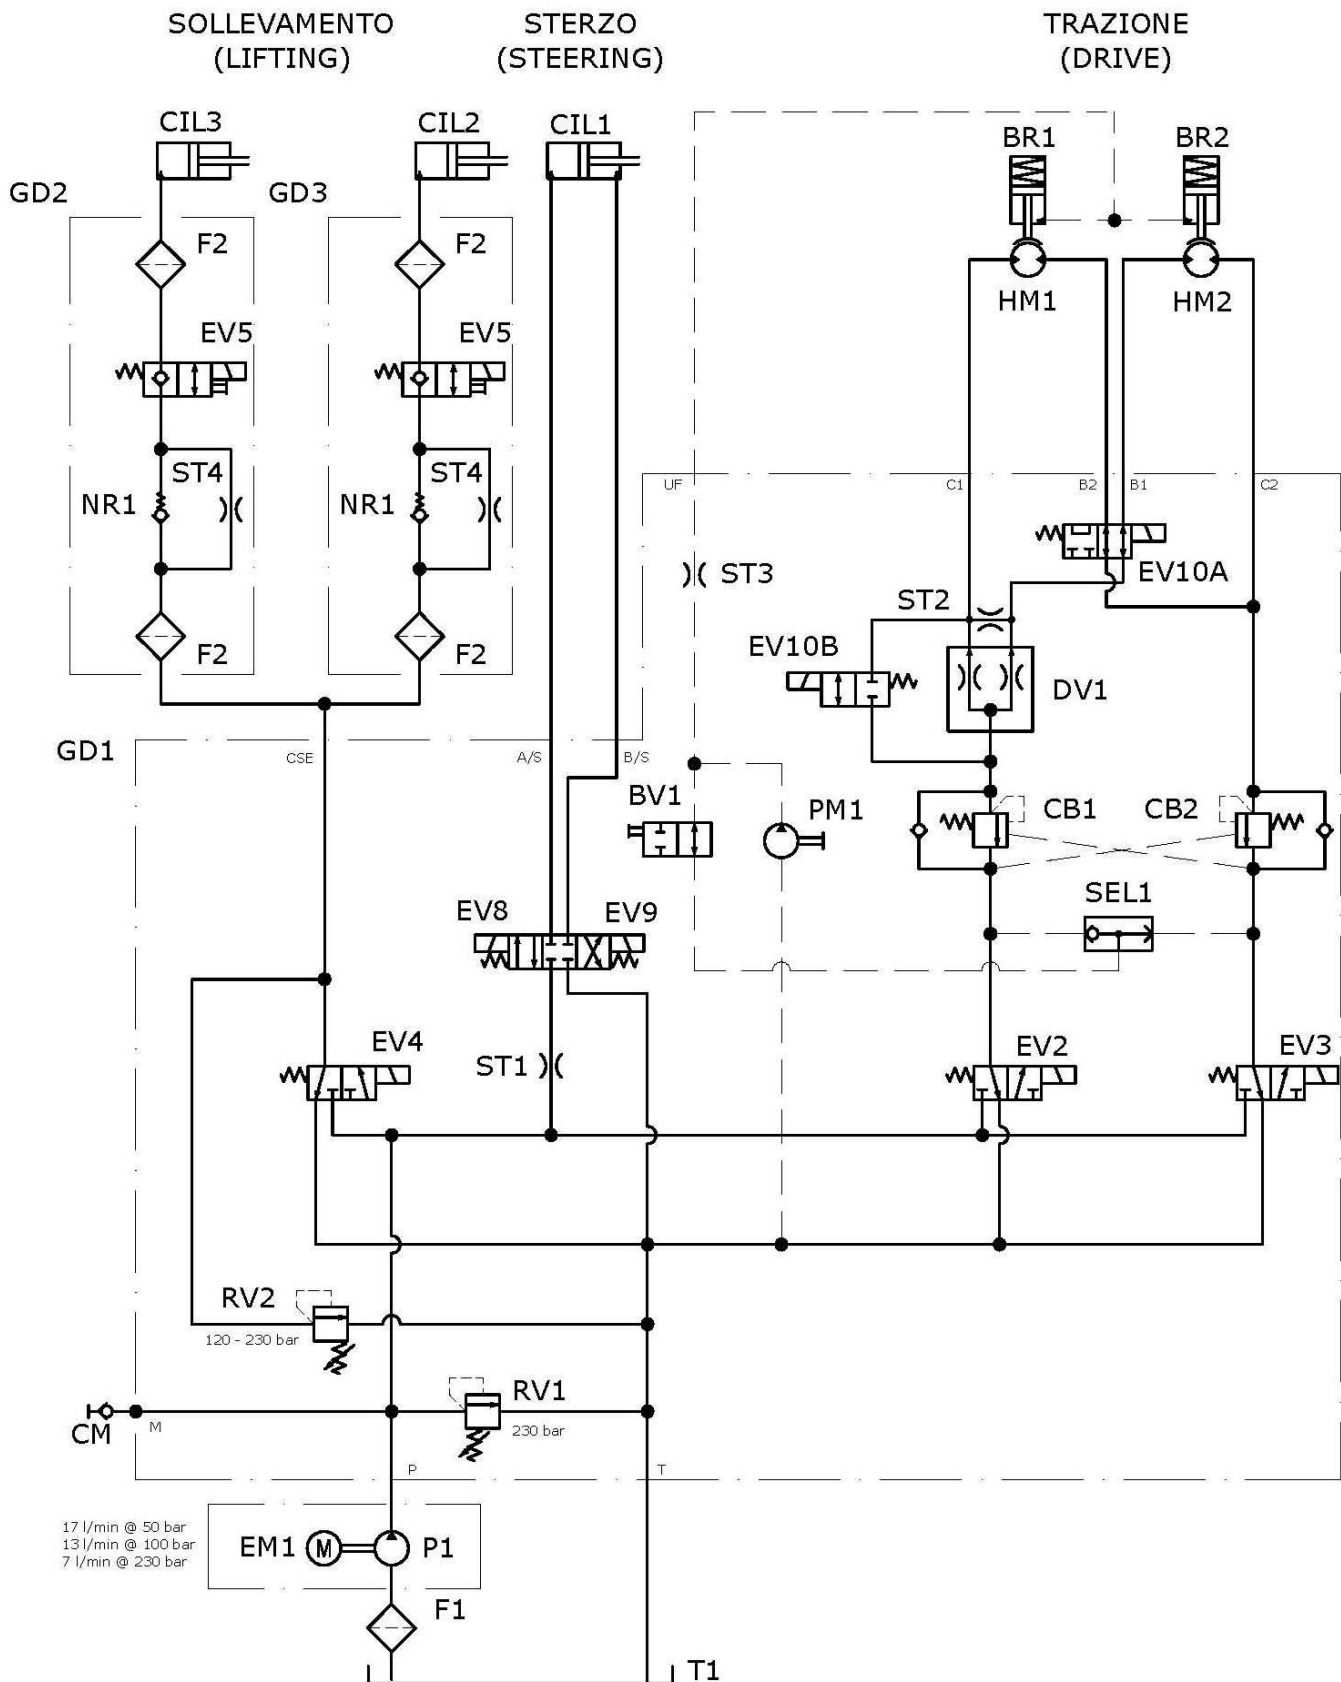 SOLLEVAMENTO
(LIFTING)
STERZO
(STEERING)
TRAZIONE
(DRIVE)
CIL3
CIL2
CIL1
BR1
BR2
GD2
GD3
F2
F2
HM1
HM2
EV5
EV5
ST4
ST4
NR1
NR1
UF
C1
B2
B1
C2
ST3
EV10A
ST2
F2
F2
EV10B
DV1
GD1
CSE
A/S
B/S
BV1
PM1
CB1
CB2
SEL1
EV8
EV9
EV4
ST1
EV2
EV3
RV2
120 - 230 bar
RV1
230 bar
CM
M
P
T
17 l/min @ 50 bar
13 l/min @ 100 bar
7 l/min @ 230 bar
EM1
M
P1
F1
T1